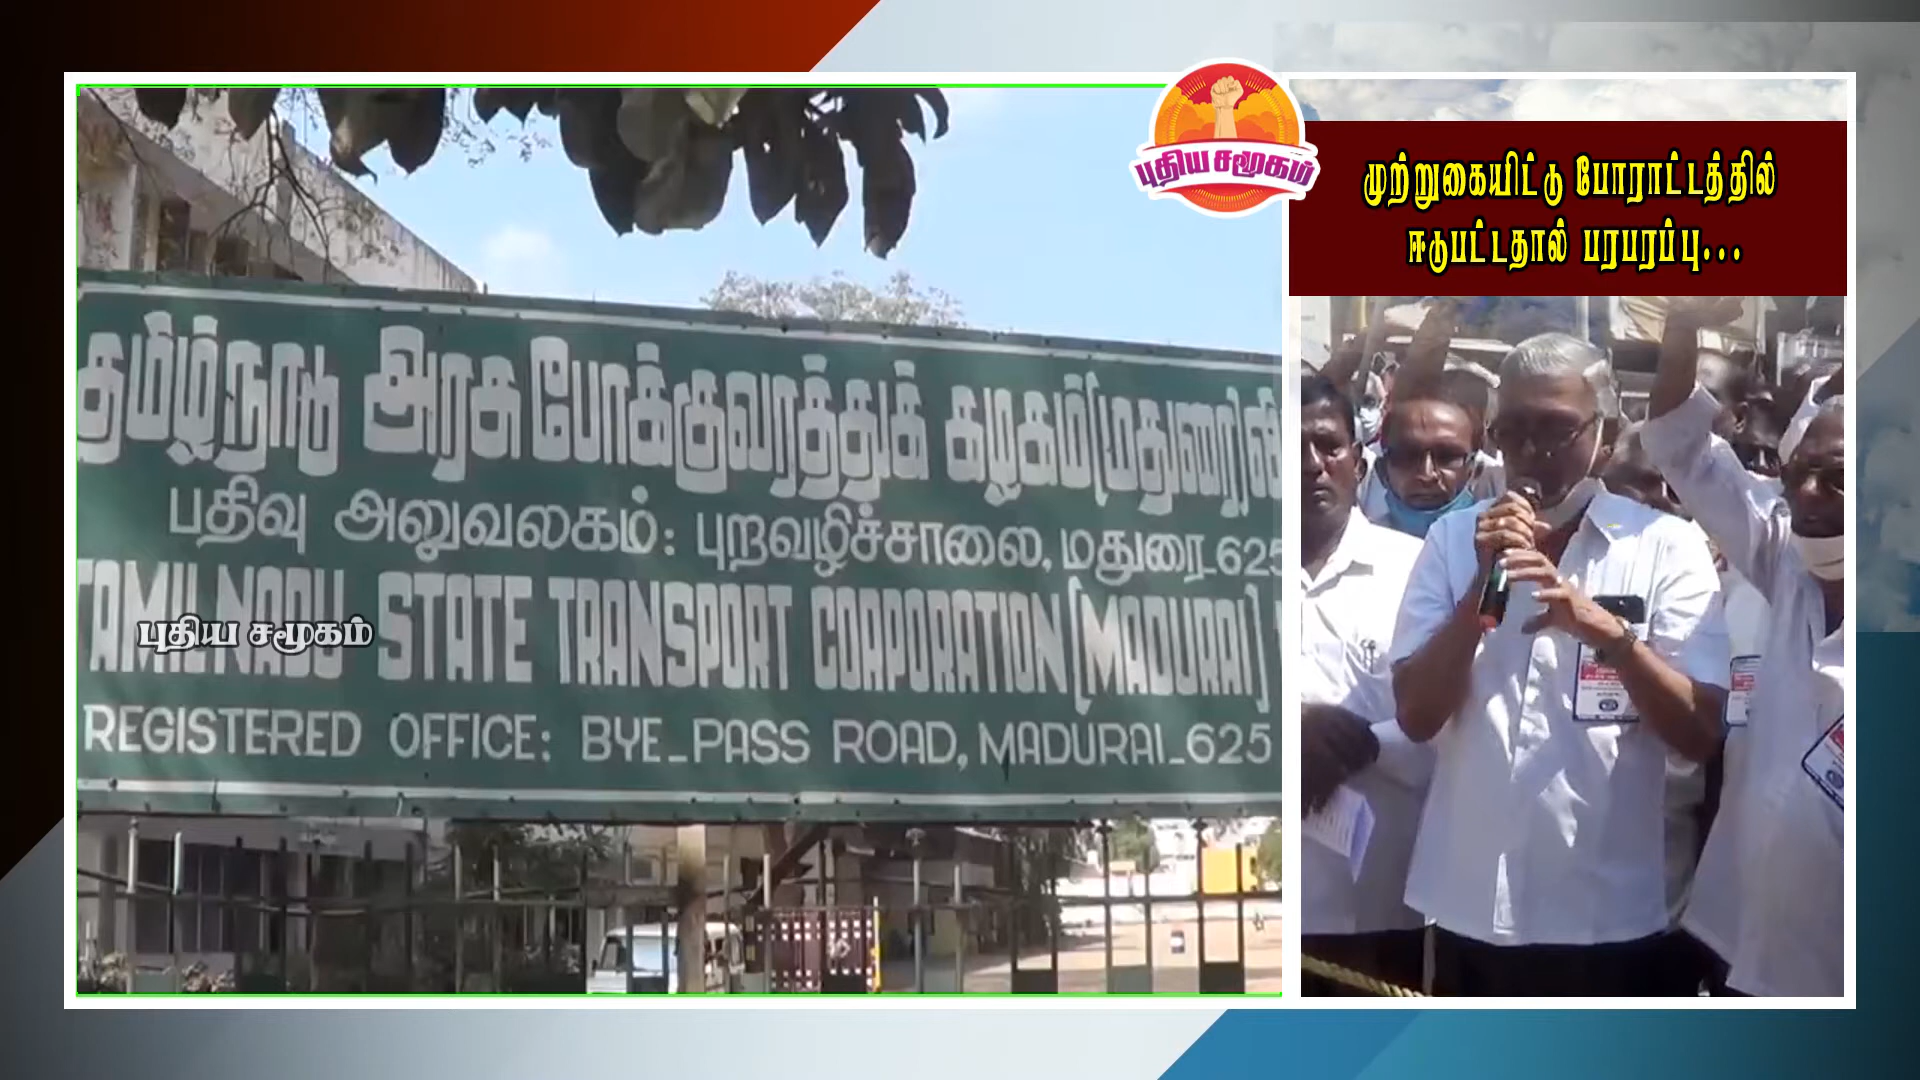 புதிய சமூகம்
முற்றுகையிட்டு போராட்டத்தில்
ஈடுபட்டதால் பரபரப்பு...
தமிழ்நாடு அரசு போக்குவரத்துக் கழகம்(மதுரை)லி
பதிவு அலுவலகம்: புறவழிச்சாலை, மதுரை_625
TAMILNADU STATE TRANSPORT CORPORATION (MADURAI)
புதிய சமூகம்
REGISTERED OFFICE: BYE_PASS ROAD, MADURAI_625